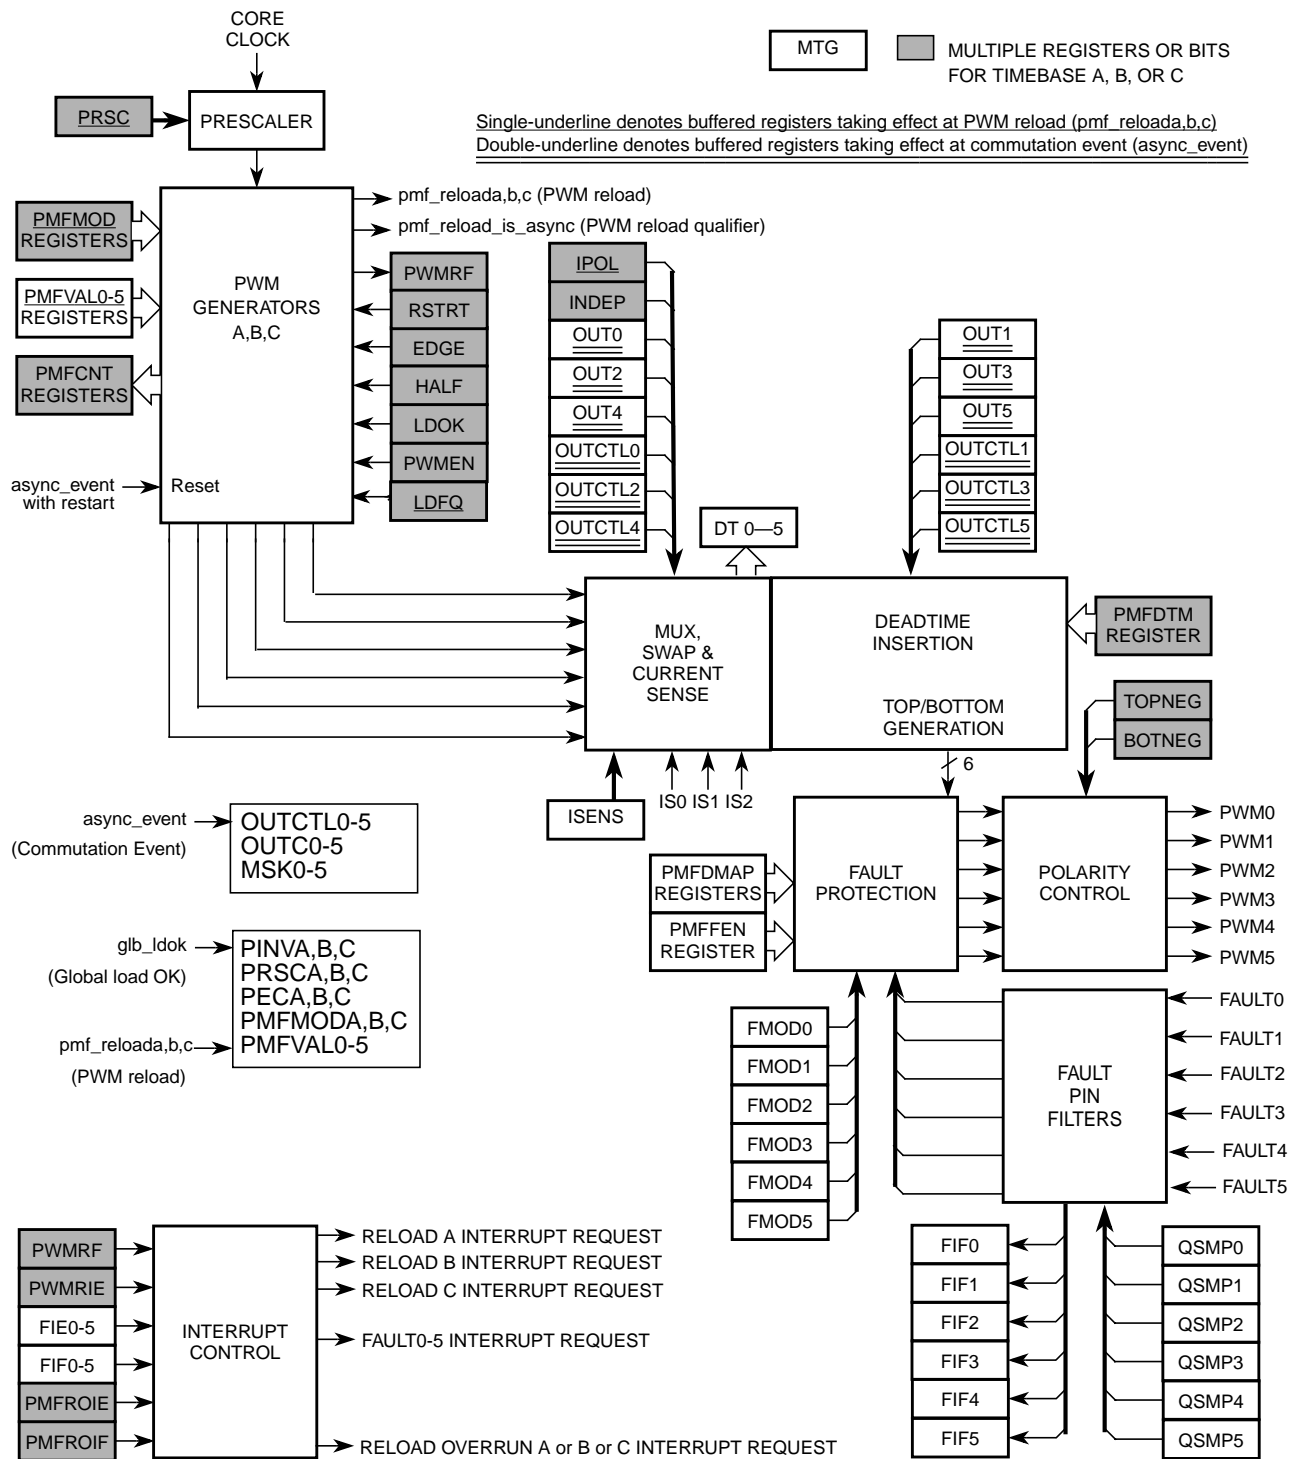 CORE
CLOCK
MTG
MULTIPLE REGISTERS OR BITS
FOR TIMEBASE A, B, OR C
PRSC
PRESCALER
Single-underline denotes buffered registers taking effect at PWM reload (pmf_reloada,b,c)
Double-underline denotes buffered registers taking effect at commutation event (async_event)
PMFMOD
REGISTERS
PMFVAL0-5
REGISTERS
PMFCNT
REGISTERS
PWM
GENERATORS
A,B,C
async_event
with restart
Reset
pmf_reloada,b,c (PWM reload)
pmf_reload_is_async (PWM reload qualifier)
PWMRF
RSTRT
EDGE
HALF
LDOK
PWMEN
LDFQ
IPOL
INDEP
OUT0
OUT2
OUT4
OUTCTL0
OUTCTL2
OUTCTL4
DT 0—5
OUT1
OUT3
OUT5
OUTCTL1
OUTCTL3
OUTCTL5
MUX,
SWAP &
CURRENT
SENSE
DEADTIME
INSERTION
TOP/BOTTOM
GENERATION
PMFDTM
REGISTER
TOPNEG
BOTNEG
6
ISENS
IS0 IS1 IS2
async_event
(Commutation Event)
OUTCTL0-5
OUTC0-5
MSK0-5
glb_ldok
(Global load OK)
pmf_reloada,b,c
(PWM reload)
PINVA,B,C
PRSCA,B,C
PECA,B,C
PMFMODA,B,C
PMFVAL0-5
PMFDMAP
REGISTERS
PMFFEN
REGISTER
FAULT
PROTECTION
POLARITY
CONTROL
PWM0
PWM1
PWM2
PWM3
PWM4
PWM5
FMOD0
FMOD1
FMOD2
FMOD3
FMOD4
FMOD5
FAULT
PIN
FILTERS
FAULT0
FAULT1
FAULT2
FAULT3
FAULT4
FAULT5
FIF0
FIF1
FIF2
FIF3
FIF4
FIF5
QSMP0
QSMP1
QSMP2
QSMP3
QSMP4
QSMP5
PWMRF
PWMRIE
FIE0-5
FIF0-5
PMFROIE
PMFROIF
INTERRUPT
CONTROL
RELOAD A INTERRUPT REQUEST
RELOAD B INTERRUPT REQUEST
RELOAD C INTERRUPT REQUEST
FAULT0-5 INTERRUPT REQUEST
RELOAD OVERRUN A or B or C INTERRUPT REQUEST